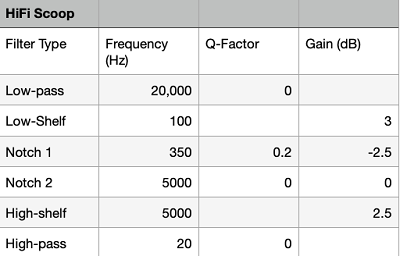 HiFi Scoop
Filter Type Frequency (Hz) Q-Factor Gain (dB)
Low-pass 20,000 0
Low-Shelf 100 3
Notch 1 350 0.2 -2.5
Notch 2 5000 0 0
High-shelf 5000 2.5
High-pass 20 0